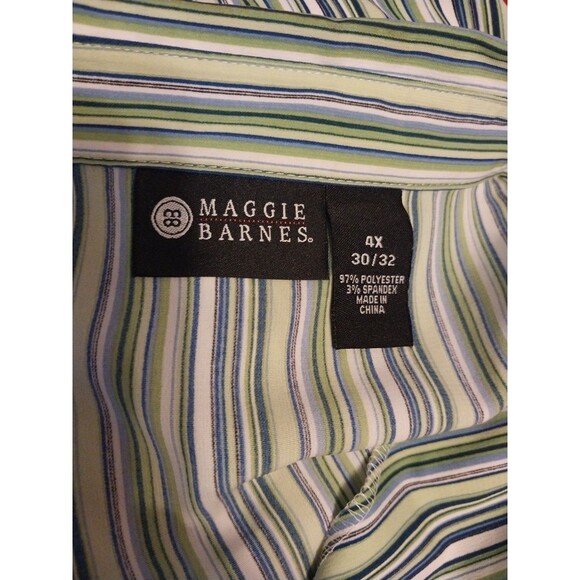 MAGGIE
BARNES®
4X
30/32
97% POLYESTER
3% SPANDEX
MADE IN
CHINA